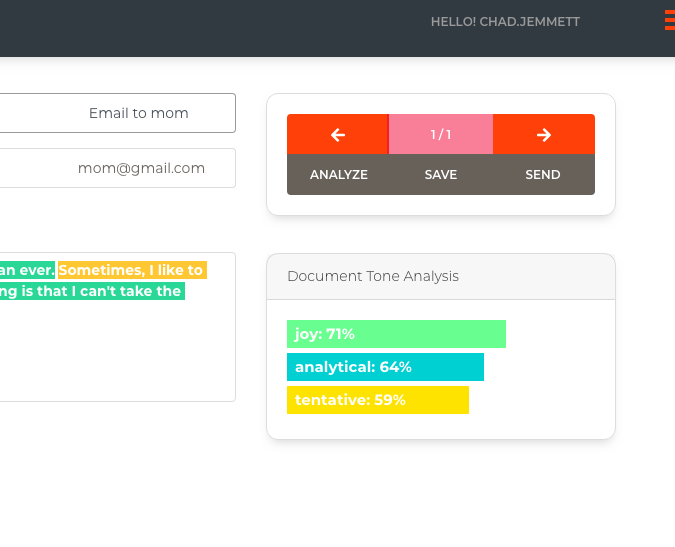 HELLO! CHAD.JEMMETT
Email to mom
mom@gmail.com
1 / 1
ANALYZE SAVE SEND
an ever. Sometimes, I like to
ng is that I can't take the
Document Tone Analysis
joy: 71%
analytical: 64%
tentative: 59%